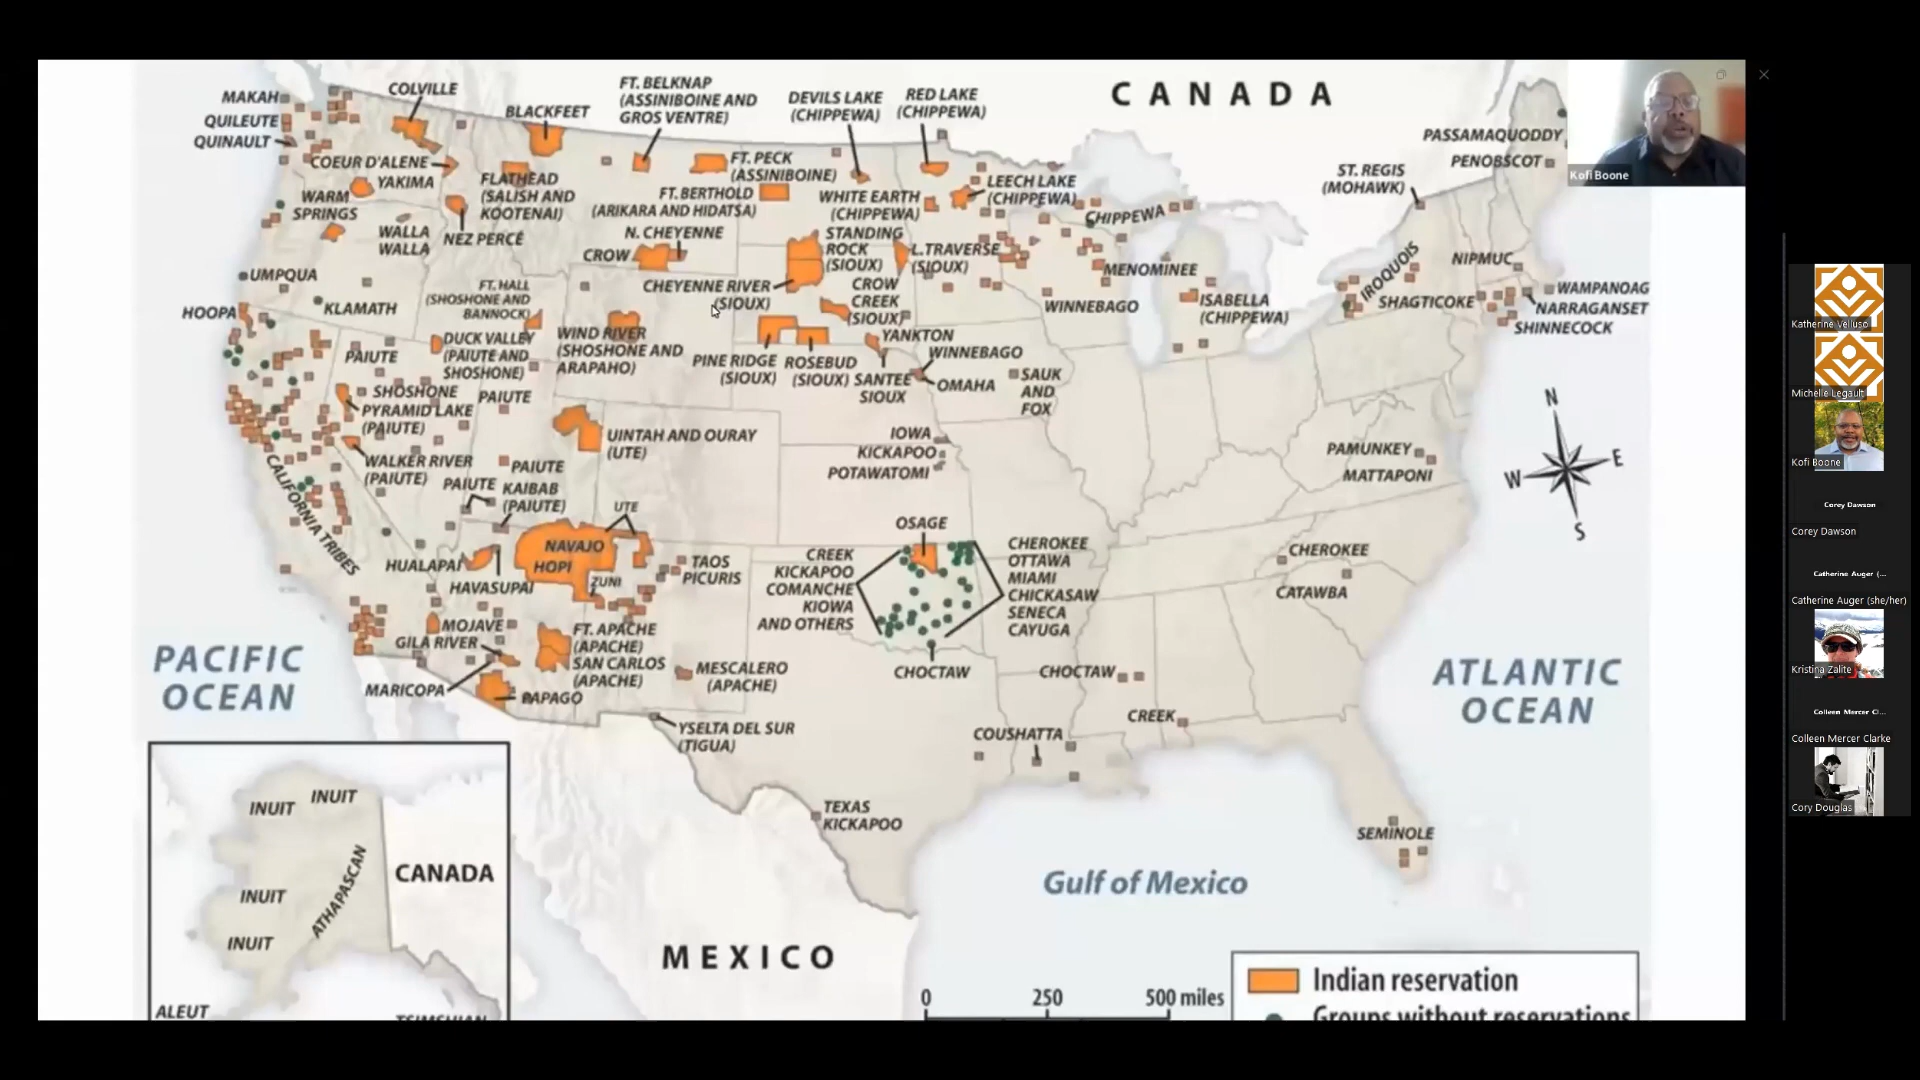 CANADA
MAKAH
QUILEUTE
QUINAULT
COLVILLE
BLACKFEET
FT. BELKNAP
(ASSINIBOINE AND
GROS VENTRE)
DEVILS LAKE
(CHIPPEWA)
RED LAKE
(CHIPPEWA)
COEUR D'ALENE
YAKIMA
WARM
SPRINGS
FLATHEAD
(SALISH AND
KOOTENAI)
FT. PECK
(ASSINIBOINE)
FT. BERTHOLD
(ARIKARA AND HIDATSA)
WHITE EARTH
(CHIPPEWA)
LEECH LAKE
(CHIPPEWA)
CHIPPEWA
ST. REGIS
(MOHAWK)
PASSAMAQUODDY
PENOBSCOT
Kofi Boone
WALLA
WALLA
NEZ PERCÉ
N. CHEYENNE
CROW
STANDING
ROCK
(SIOUX)
L.TRAVERSE
(SIOUX)
MENOMINEE
IROQUOIS
NIPMUC
UMPQUA
KLAMATH
HOOPA
FT. HALL
(SHOSHONE AND
BANNOCK)
CHEYENNE RIVER
(SIOUX)
CROW
CREEK
(SIOUX)
WINNEBAGO
ISABELLA
(CHIPPEWA)
SHAGTICOKE
WAMPANOAG
NARRAGANSET
SHINNECOCK
PAIUTE
DUCK VALLEY
(PAIUTE AND
SHOSHONE)
WIND RIVER
(SHOSHONE AND
ARAPAHO)
PINE RIDGE
(SIOUX)
ROSEBUD
(SIOUX)
YANKTON
SANTEE
SIOUX
WINNEBAGO
OMAHA
SAUK
AND
FOX
SHOSHONE
PAIUTE
PYRAMID LAKE
(PAIUTE)
UINTAH AND OURAY
(UTE)
IOWA
KICKAPOO
POTAWATOMI
PAMUNKEY
MATTAPONI
N
W
E
S
WALKER RIVER
(PAIUTE)
PAIUTE
PAIUTE
KAIBAB
(PAIUTE)
CALIFORNIA TRIBES
UTE
NAVAJO
HOPI
ZUNI
HUALAPAI
HAVASUPAI
TAOS
PICURIS
OSAGE
CREEK
KICKAPOO
COMANCHE
KIOWA
AND OTHERS
CHEROKEE
OTTAWA
MIAMI
CHICKASAW
SENECA
CAYUGA
CHEROKEE
CATAWBA
MOJAVE
GILA RIVER
MARICOPA
PAPAGO
FT. APACHE
(APACHE)
SAN CARLOS
(APACHE)
MESCALERO
(APACHE)
CHOCTAW
CHOCTAW
CREEK
COUSHATTA
YSELTA DEL SUR
(TIGUA)
TEXAS
KICKAPOO
SEMINOLE
PACIFIC
OCEAN
ATLANTIC
OCEAN
Gulf of Mexico
MEXICO
INUIT
INUIT
INUIT
INUIT
ATHAPASCAN
CANADA
ALEUT
TSIMSHIAN
0 250 500 miles
Indian reservation
Groups without reservations
Katherine Velluso
Michelle Legault
Kofi Boone
Corey Dawson
Corey Dawson
Catherine Auger (...
Catherine Auger (she/her)
Kristina Zalite
Colleen Mercer Cl...
Colleen Mercer Clarke
Cory Douglas